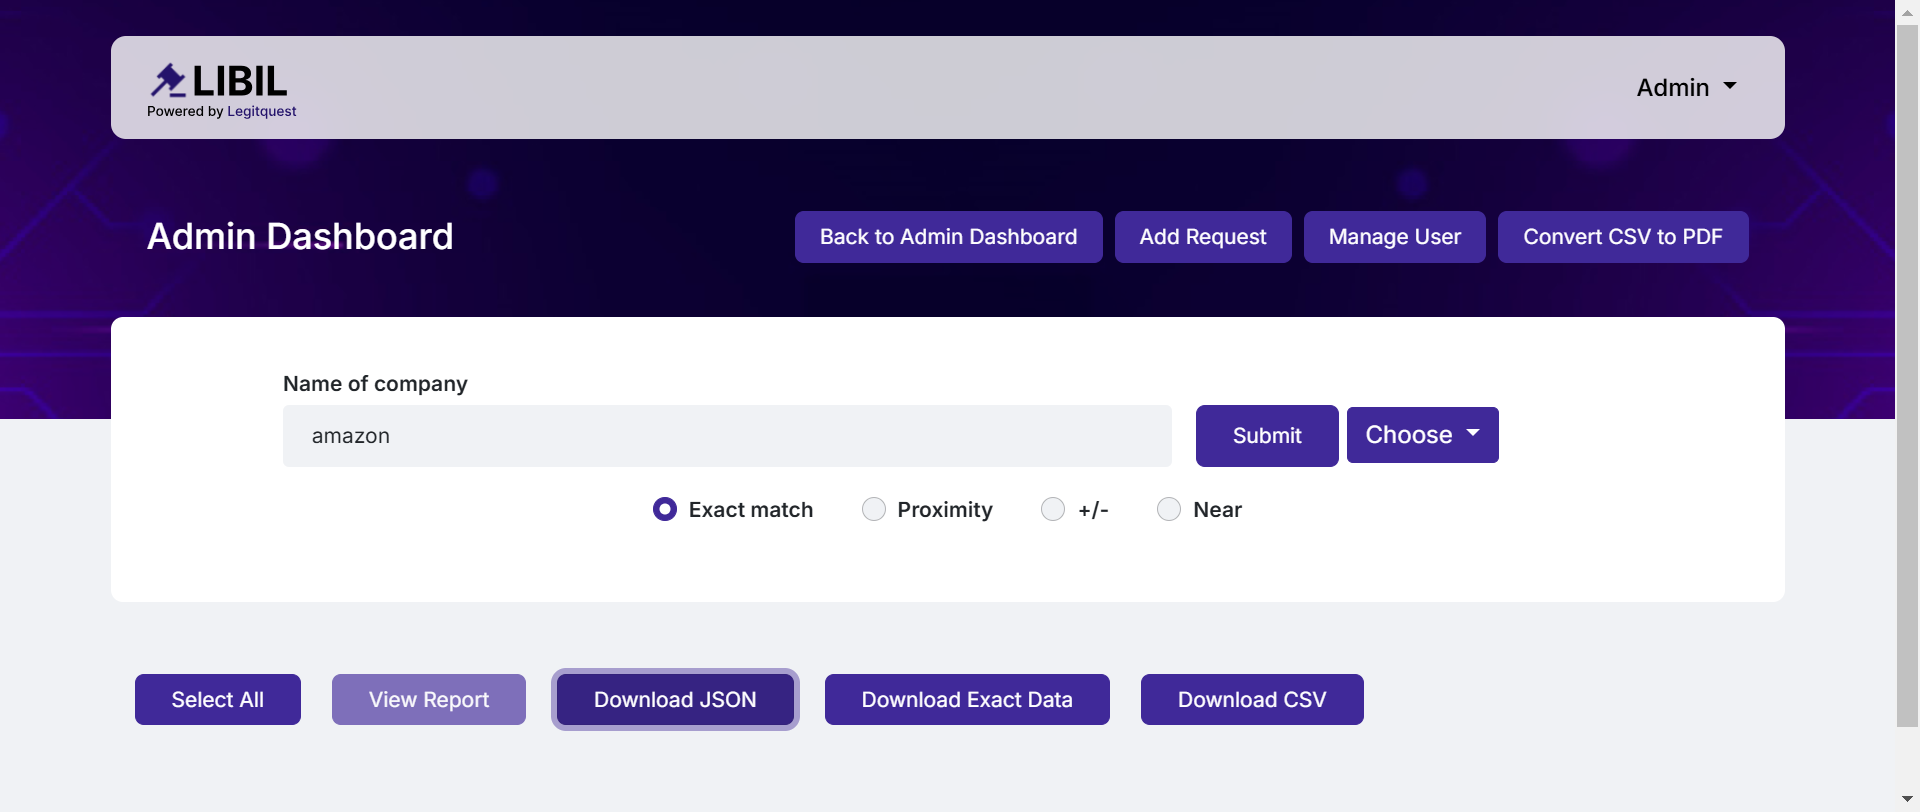 LIBIL
Powered by Legitquest
Admin
Admin Dashboard
Back to Admin Dashboard
Add Request
Manage User
Convert CSV to PDF
Name of company
amazon
Submit
Choose
Exact match
Proximity
+/-
Near
Select All
View Report
Download JSON
Download Exact Data
Download CSV